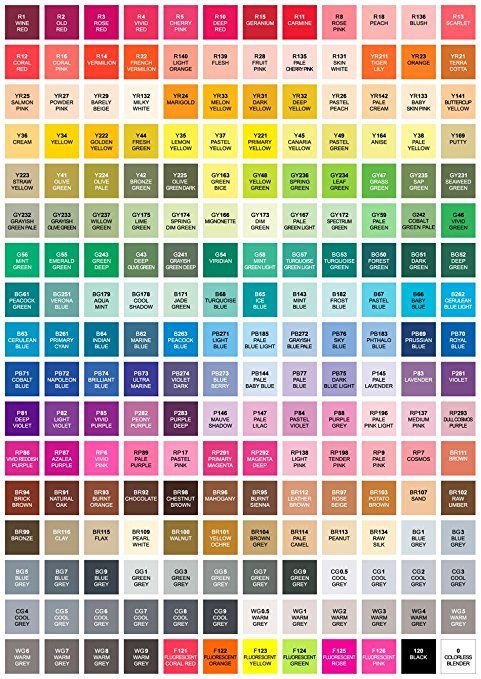 R1
WINE
RED
R2
OLD
RED
R3
ROSE
RED
R4
VIVID
RED
R5
CHERRY
PINK
R10
DEEP
RED
R15
GERANIUM
R11
CARMINE
R8
ROSE
PINK
R18
PEACH
R138
BLUSH
R13
SCARLET
R12
CORAL
RED
R16
CORAL
PINK
R14
VERMILION
R22
FRENCH
VERMILION
R140
LIGHT
ORANGE
R139
FLESH
R28
FRUIT
PINK
R135
PALE
CHERRY PINK
R131
SKIN
WHITE
YR211
TIGER
LILY
YR23
ORANGE
YR21
TERRA
COTTA
YR25
SALMON
PINK
YR27
POWDER
PINK
YR29
BARELY
BEIGE
YR132
MILKY
WHITE
YR24
MARIGOLD
YR33
MELON
YELLOW
YR31
DARK
YELLOW
YR32
DEEP
YELLOW
YR26
PASTEL
PEACH
YR142
PALE
CREAM
YR133
BABY
SKIN PINK
Y141
BUTTERCUP
YELLOW
Y36
CREAM
Y34
YELLOW
Y222
GOLDEN
YELLOW
Y44
FRESH
GREEN
Y35
LEMON
YELLOW
Y37
PASTEL
YELLOW
Y221
PRIMARY
YELLOW
Y45
CANARIA
YELLOW
Y49
PASTEL
GREEN
Y164
ANISE
Y38
PALE
YELLOW
Y169
PUTTY
Y223
STRAW
YELLOW
Y41
OLIVE
GREEN
Y224
OLIVE
PALE
Y42
BRONZE
GREEN
Y225
OLIVE
GREEN DARK
GY163
GREEN
BICE
GY48
YELLOW
GREEN
GY236
SPRING
GREEN
GY234
LEAF
GREEN
GY47
GRASS
GREEN
GY235
SAP
GREEN
GY231
SEAWEED
GREEN
GY232
GRAYISH
GREEN PALE
GY233
GRAYISH
OLIVE GREEN
GY237
WILLOW
GREEN
GY175
LIME
GREEN
GY174
SPRING
DIM GREEN
GY166
MIGNONETTE
GY173
DIM
GREEN
G167
PALE
GREEN LIGHT
GY172
SPECTRUM
GREEN
GY59
PALE
GREEN
G242
COBALT
GREEN PALE
G46
VIVID
GREEN
G56
MINT
GREEN
G55
EMERALD
GREEN
G243
DEEP
OLIVE GREEN
G241
GRAYISH
DEEP GREEN
G54
VIRIDIAN
G58
MINT
GREEN LIGHT
BG57
TURQUOISE
GREEN LIGHT
BG53
TURQUOISE
GREEN
BG50
FOREST
GREEN
BG51
DARK
GREEN
BG52
DEEP
GREEN
BG61
PEACOCK
GREEN
BG251
VERONA
BLUE
BG179
AQUA
MINT
BG178
COOL
SHADOW
B171
JADE
GREEN
B68
TURQUOISE
BLUE
B65
ICE
BLUE
B143
MINT
BLUE
B182
FROST
BLUE
B67
PASTEL
BLUE
B66
BABY
BLUE
B262
CERULEAN
BLUE LIGHT
B63
CERULEAN
BLUE
B261
PRIMARY
CYAN
B64
INDIAN
BLUE
B62
MARINE
BLUE
B263
PEACOCK
BLUE
PB271
LIGHT
BLUE
PB185
PALE
BLUE LIGHT
PB272
GRAYISH
BLUE PALE
PB76
SKY
BLUE
PB183
PHTHALO
BLUE
PB69
PRUSSIAN
BLUE
PB70
ROYAL
BLUE
PB71
COBALT
BLUE
PB72
NAPOLEON
BLUE
PB74
BRILLIANT
BLUE
PB73
ULTRA
MARINE
PB274
VIOLET
DARK
PB273
BLUE
BERRY
PB144
PALE
BABY BLUE
PB77
PALE
BLUE
PB75
DARK
BLUE LIGHT
P145
PALE
LAVENDER
P83
LAVENDER
P281
VIOLET
P81
DEEP
VIOLET
P82
LIGHT
VIOLET
P85
VIVID
PURPLE
P282
PEONY
PURPLE
P283
PURPLE
DEEP
P146
MAUVE
SHADOW
P147
PALE
LILAC
P84
PASTEL
VIOLET
P88
PURPLE
GREY
RP196
PALE
PINK LIGHT
RP137
MEDIUM
PINK
RP293
DULL COSMOS
PURPLE
RP86
VIVID REDDISH
PURPLE
RP87
AZALEA
PURPLE
RP6
VIVID
PINK
RP89
PALE
PURPLE
RP17
PASTEL
PINK
RP291
PRIMARY
MAGENTA
RP292
MAGENTA
DEEP
RP138
LIGHT
PINK
RP198
TENDER
PINK
RP9
PALE
PINK
RP7
COSMOS
BR111
BROWN
BR94
BRICK
BROWN
BR91
NATURAL
OAK
BR93
BURNT
ORANGE
BR92
CHOCOLATE
BR98
CHESTNUT
BROWN
BR96
MAHOGANY
BR95
BURNT
SIENNA
BR112
LEATHER
BROWN
BR97
ROSE
BEIGE
BR103
POTATO
BROWN
BR107
SAND
BR102
RAW
UMBER
BR99
BRONZE
BR116
CLAY
BR115
FLAX
BR109
PEARL
WHITE
BR100
WALNUT
BR101
YELLOW
OCHRE
BR104
BROWN
GREY
BR114
PALE
CAMEL
BR113
PEANUT
BR134
RAW
SILK
BG1
BLUE
GREY
BG3
BLUE
GREY
BG5
BLUE
GREY
BG7
BLUE
GREY
BG9
BLUE
GREY
GG1
GREEN
GREY
GG3
GREEN
GREY
GG5
GREEN
GREY
GG7
GREEN
GREY
GG9
GREEN
GREY
CG0.5
COOL
GREY
CG1
COOL
GREY
CG2
COOL
GREY
CG3
COOL
GREY
CG4
COOL
GREY
CG5
COOL
GREY
CG6
COOL
GREY
CG7
COOL
GREY
CG8
COOL
GREY
CG9
COOL
GREY
WG0.5
WARM
GREY
WG1
WARM
GREY
WG2
WARM
GREY
WG3
WARM
GREY
WG4
WARM
GREY
WG5
WARM
GREY
WG6
WARM
GREY
WG7
WARM
GREY
WG8
WARM
GREY
WG9
WARM
GREY
F121
FLUORESCENT
CORAL RED
F122
FLUORESCENT
ORANGE
F123
FLUORESCENT
YELLOW
F124
FLUORESCENT
GREEN
F125
FLUORESCENT
ROSE
F126
FLUORESCENT
PINK
120
BLACK
0
COLORLESS
BLENDER